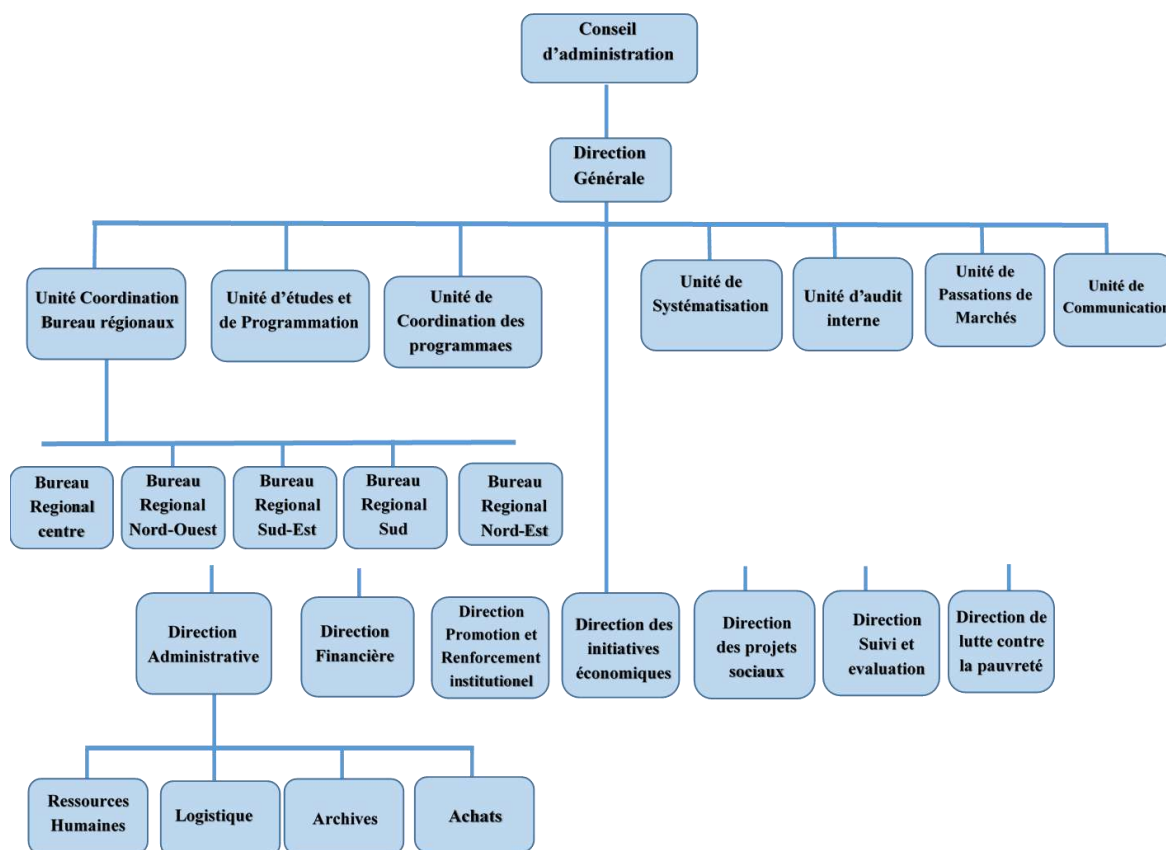 Conseil
d'administration
Direction
Générale
Unité Coordination
Bureau régionaux
Unité d'études et
de Programmation
Unité de
Coordination des
programmaes
Unité de
Systématisation
Unité d'audit
interne
Unité de
Passations de
Marchés
Unité de
Communication
Bureau
Regional
centre
Bureau
Regional
Nord-Ouest
Bureau
Regional
Sud-Est
Bureau
Regional
Sud
Bureau
Regional
Nord-Est
Direction
Administrative
Direction
Financière
Direction
Promotion et
Renforcement
institutionel
Direction des
initiatives
économiques
Direction
des projets
sociaux
Direction
Suivi et
evaluation
Direction de
lutte contre
la pauvreté
Ressources
Humaines
Logistique
Archives
Achats